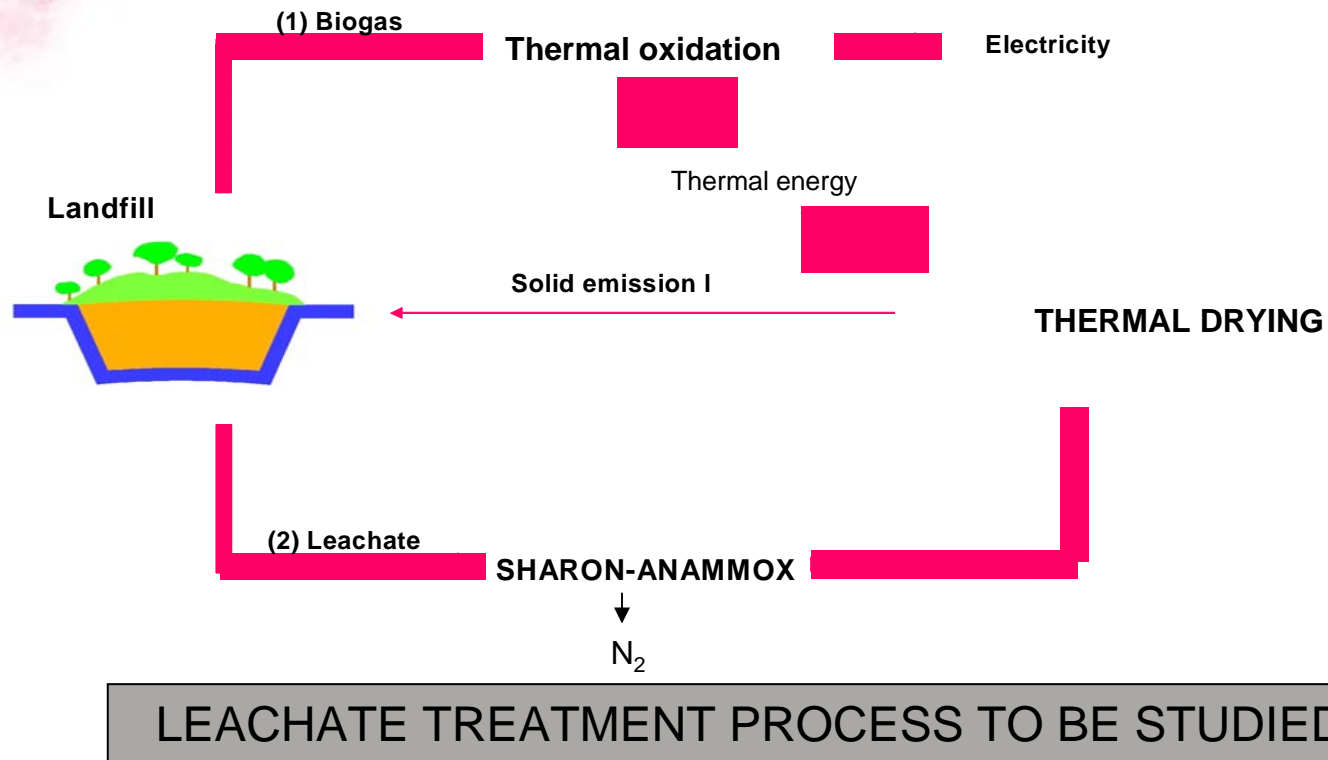 (1) Biogas
Thermal oxidation
Electricity
Thermal energy
Landfill
Solid emission I
THERMAL DRYING
(2) Leachate
SHARON-ANAMMOX
N₂
LEACHATE TREATMENT PROCESS TO BE STUDIED